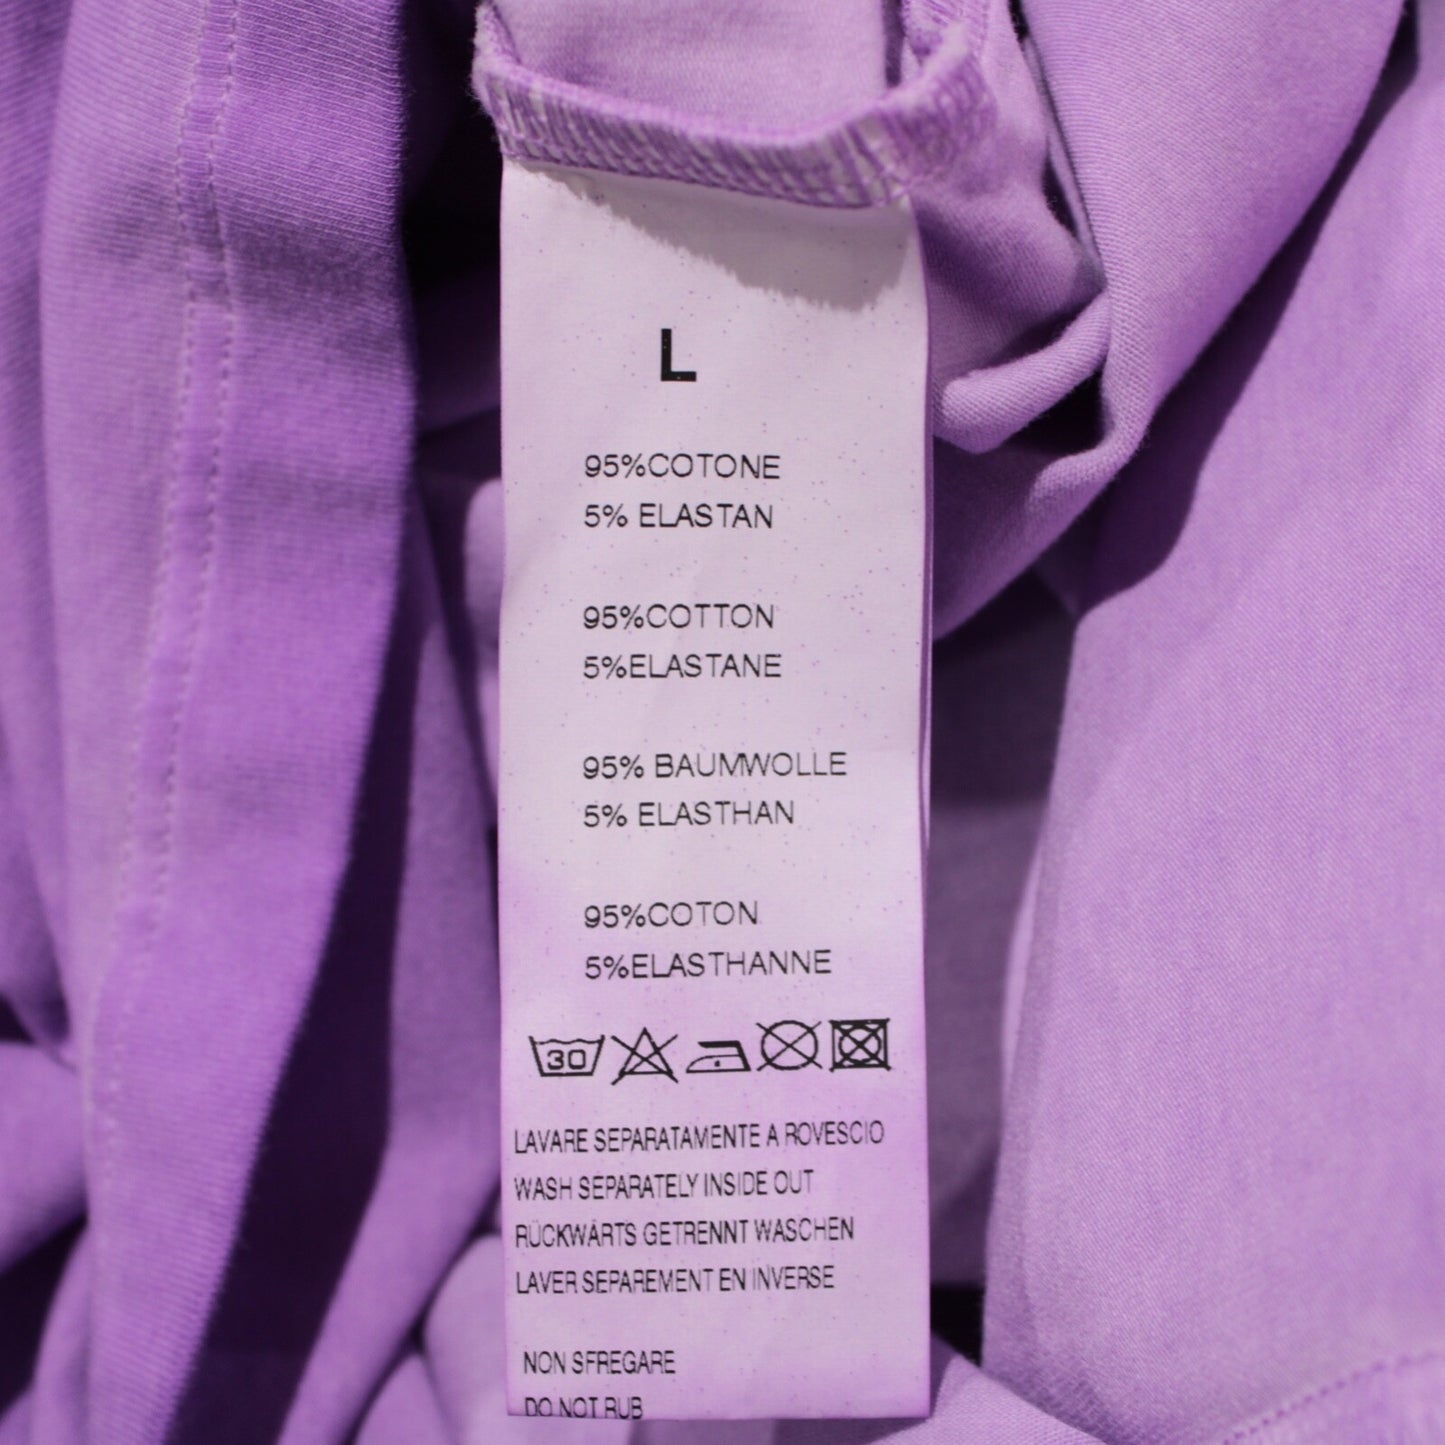 L
95%COTONE
5% ELASTAN
95%COTTON
5%ELASTANE
95% BAUMWOLLE
5% ELASTHAN
95%COTON
5%ELASTHANNE
30
LAVARE SEPARATAMENTE A ROVESCIO
WASH SEPARATELY INSIDE OUT
RÜCKWÄRTS GETRENNT WASCHEN
LAVER SEPAREMENT EN INVERSE
NON SFREGARE
DO NOT RUB